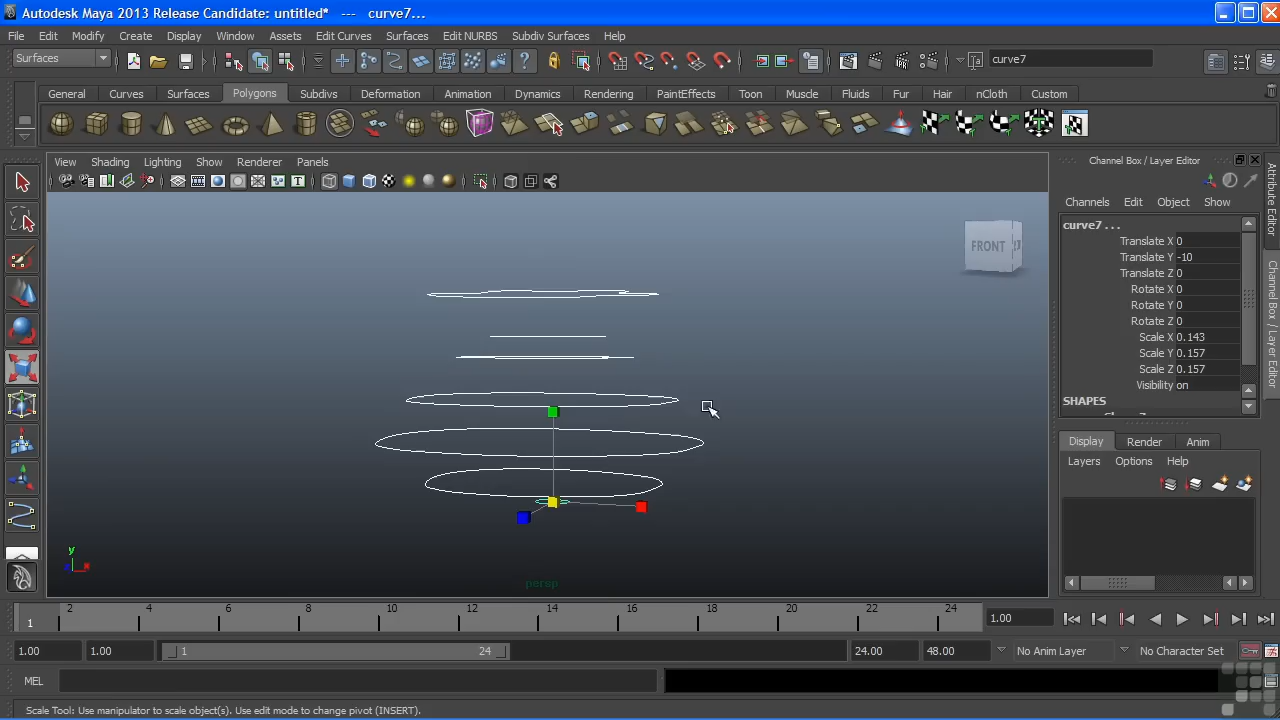 Autodesk Maya 2013 Release Candidate: untitled* --- curve7...
File Edit Modify Create Display Window Assets Edit Curves Surfaces Edit NURBS Subdiv Surfaces Help
Surfaces
curve7
General Curves Surfaces Polygons Subdivs Deformation Animation Dynamics Rendering PaintEffects Toon Muscle Fluids Fur Hair nCloth Custom
View Shading Lighting Show Renderer Panels
Channel Box / Layer Editor
Channels Edit Object Show
curve7...
Translate X 0
Translate Y -10
Translate Z 0
Rotate X 0
Rotate Y 0
Rotate Z 0
Scale X 0.143
Scale Y 0.157
Scale Z 0.157
Visibility on
SHAPES
Attribute Editor
Channel Box / Layer Editor
FRONT
y
persp
Display Render Anim
Layers Options Help
1 2 4 6 8 10 12 14 16 18 20 22 24
1.00
1.00 1.00 1 24 24.00 48.00 No Anim Layer No Character Set
MEL
Scale Tool: Use manipulator to scale object(s). Use edit mode to change pivot (INSERT).